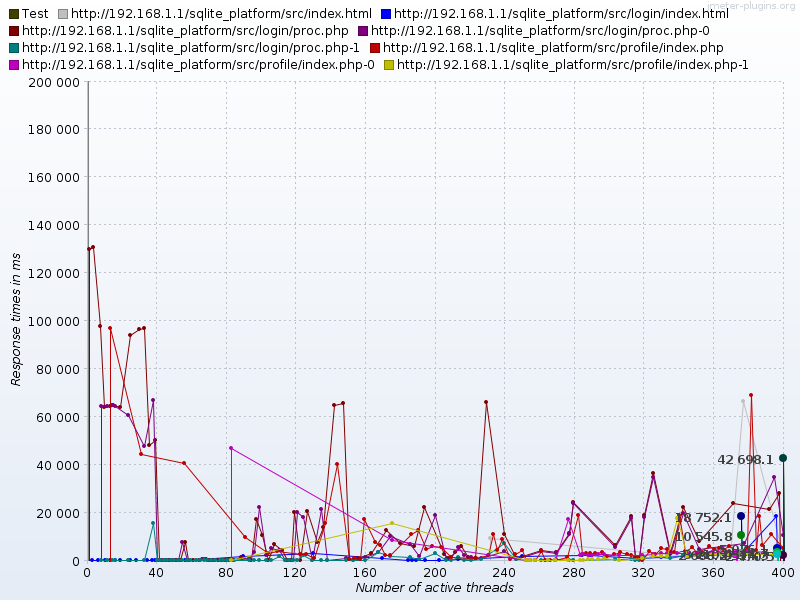 jmeter-plugins.org
Test http://192.168.1.1/sqlite_platform/src/index.html http://192.168.1.1/sqlite_platform/src/login/index.html
http://192.168.1.1/sqlite_platform/src/login/proc.php http://192.168.1.1/sqlite_platform/src/login/proc.php-0
http://192.168.1.1/sqlite_platform/src/login/proc.php-1 http://192.168.1.1/sqlite_platform/src/profile/index.php
http://192.168.1.1/sqlite_platform/src/profile/index.php-0 http://192.168.1.1/sqlite_platform/src/profile/index.php-1
200 000
180 000
160 000
140 000
120 000
100 000
80 000
60 000
40 000
20 000
0
Response times in ms
42 698.1
18 752.1
10 545.8
0 40 80 120 160 200 240 280 320 360 400
Number of active threads